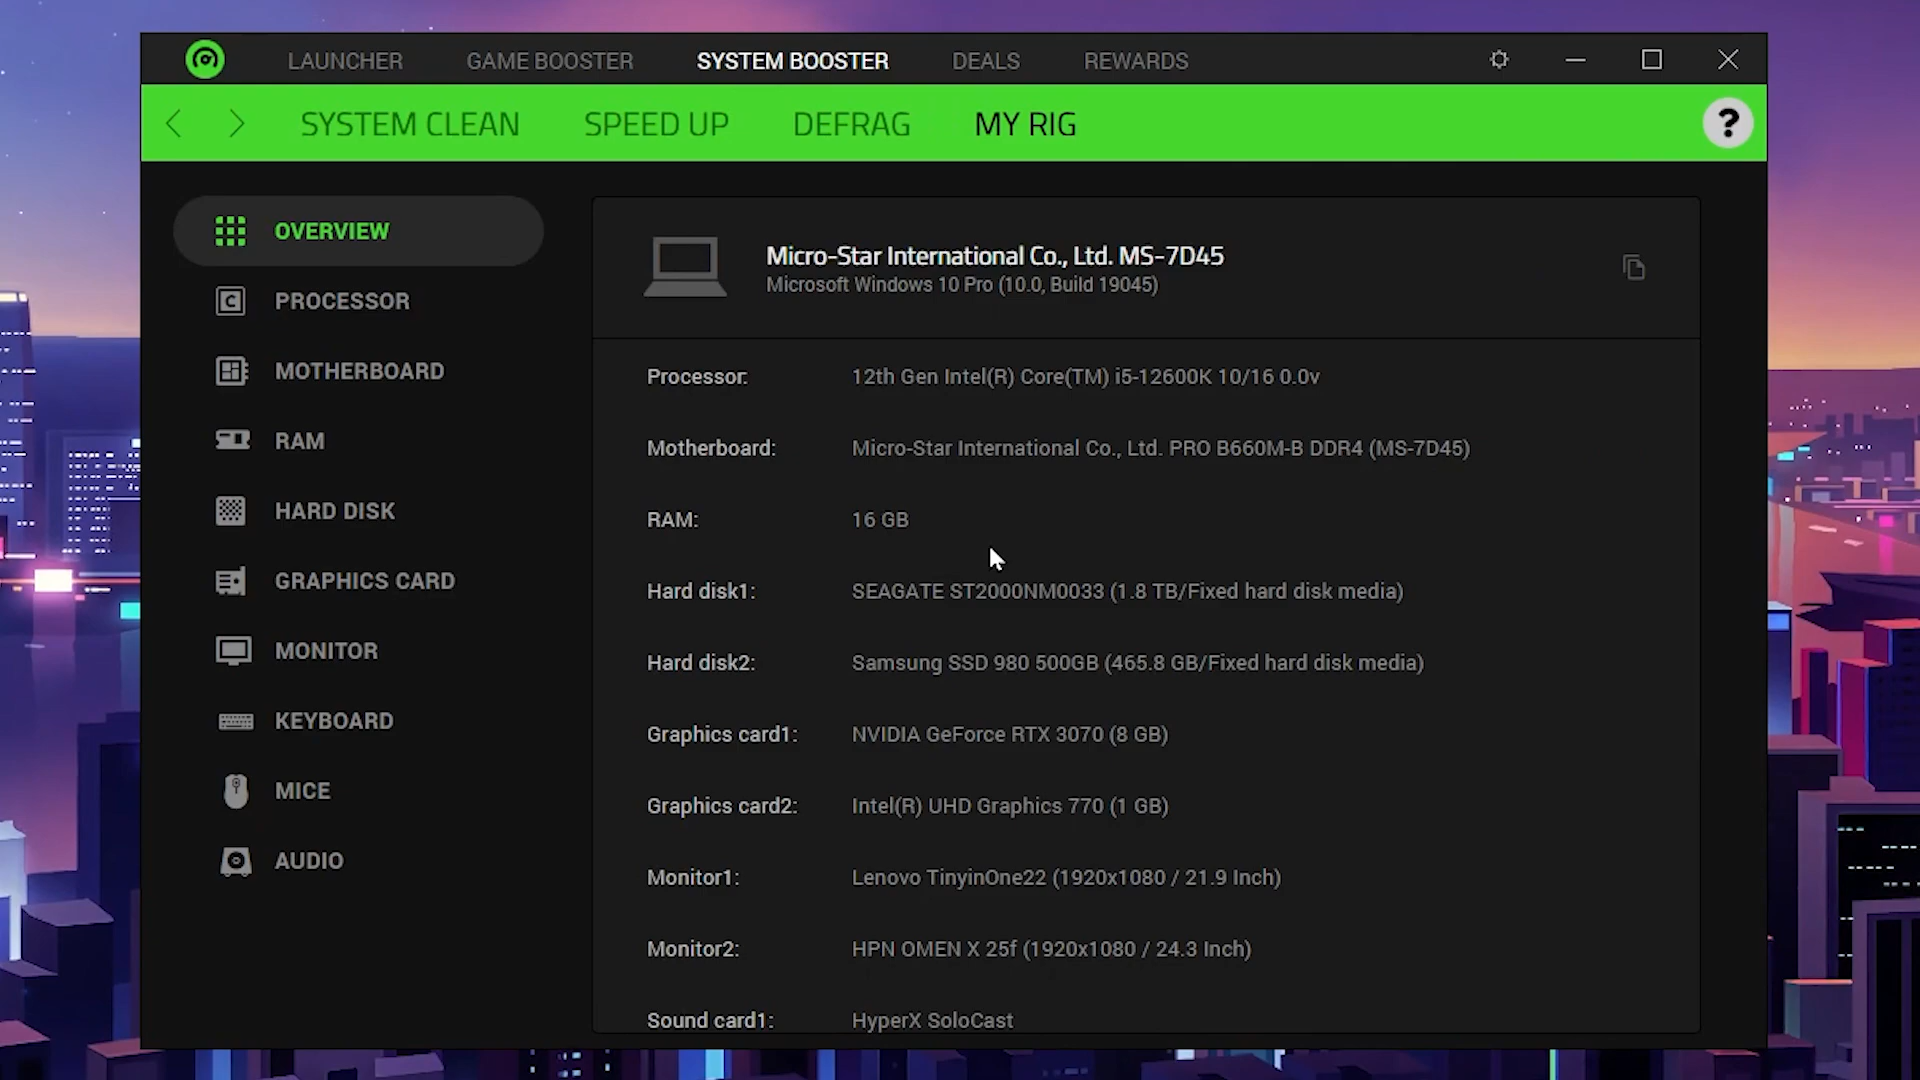 LAUNCHER GAME BOOSTER SYSTEM BOOSTER DEALS REWARDS
SYSTEM CLEAN SPEED UP DEFRAG MY RIG ?
OVERVIEW
PROCESSOR
MOTHERBOARD
RAM
HARD DISK
GRAPHICS CARD
MONITOR
KEYBOARD
MICE
AUDIO
Micro-Star International Co., Ltd. MS-7D45
Microsoft Windows 10 Pro (10.0, Build 19045)
Processor: 12th Gen Intel(R) Core(TM) i5-12600K 10/16 0.0v
Motherboard: Micro-Star International Co., Ltd. PRO B660M-B DDR4 (MS-7D45)
RAM: 16 GB
Hard disk1: SEAGATE ST2000NM0033 (1.8 TB/Fixed hard disk media)
Hard disk2: Samsung SSD 980 500GB (465.8 GB/Fixed hard disk media)
Graphics card1: NVIDIA GeForce RTX 3070 (8 GB)
Graphics card2: Intel(R) UHD Graphics 770 (1 GB)
Monitor1: Lenovo TinyinOne22 (1920x1080 / 21.9 Inch)
Monitor2: HPN OMEN X 25f (1920x1080 / 24.3 Inch)
Sound card1: HyperX SoloCast